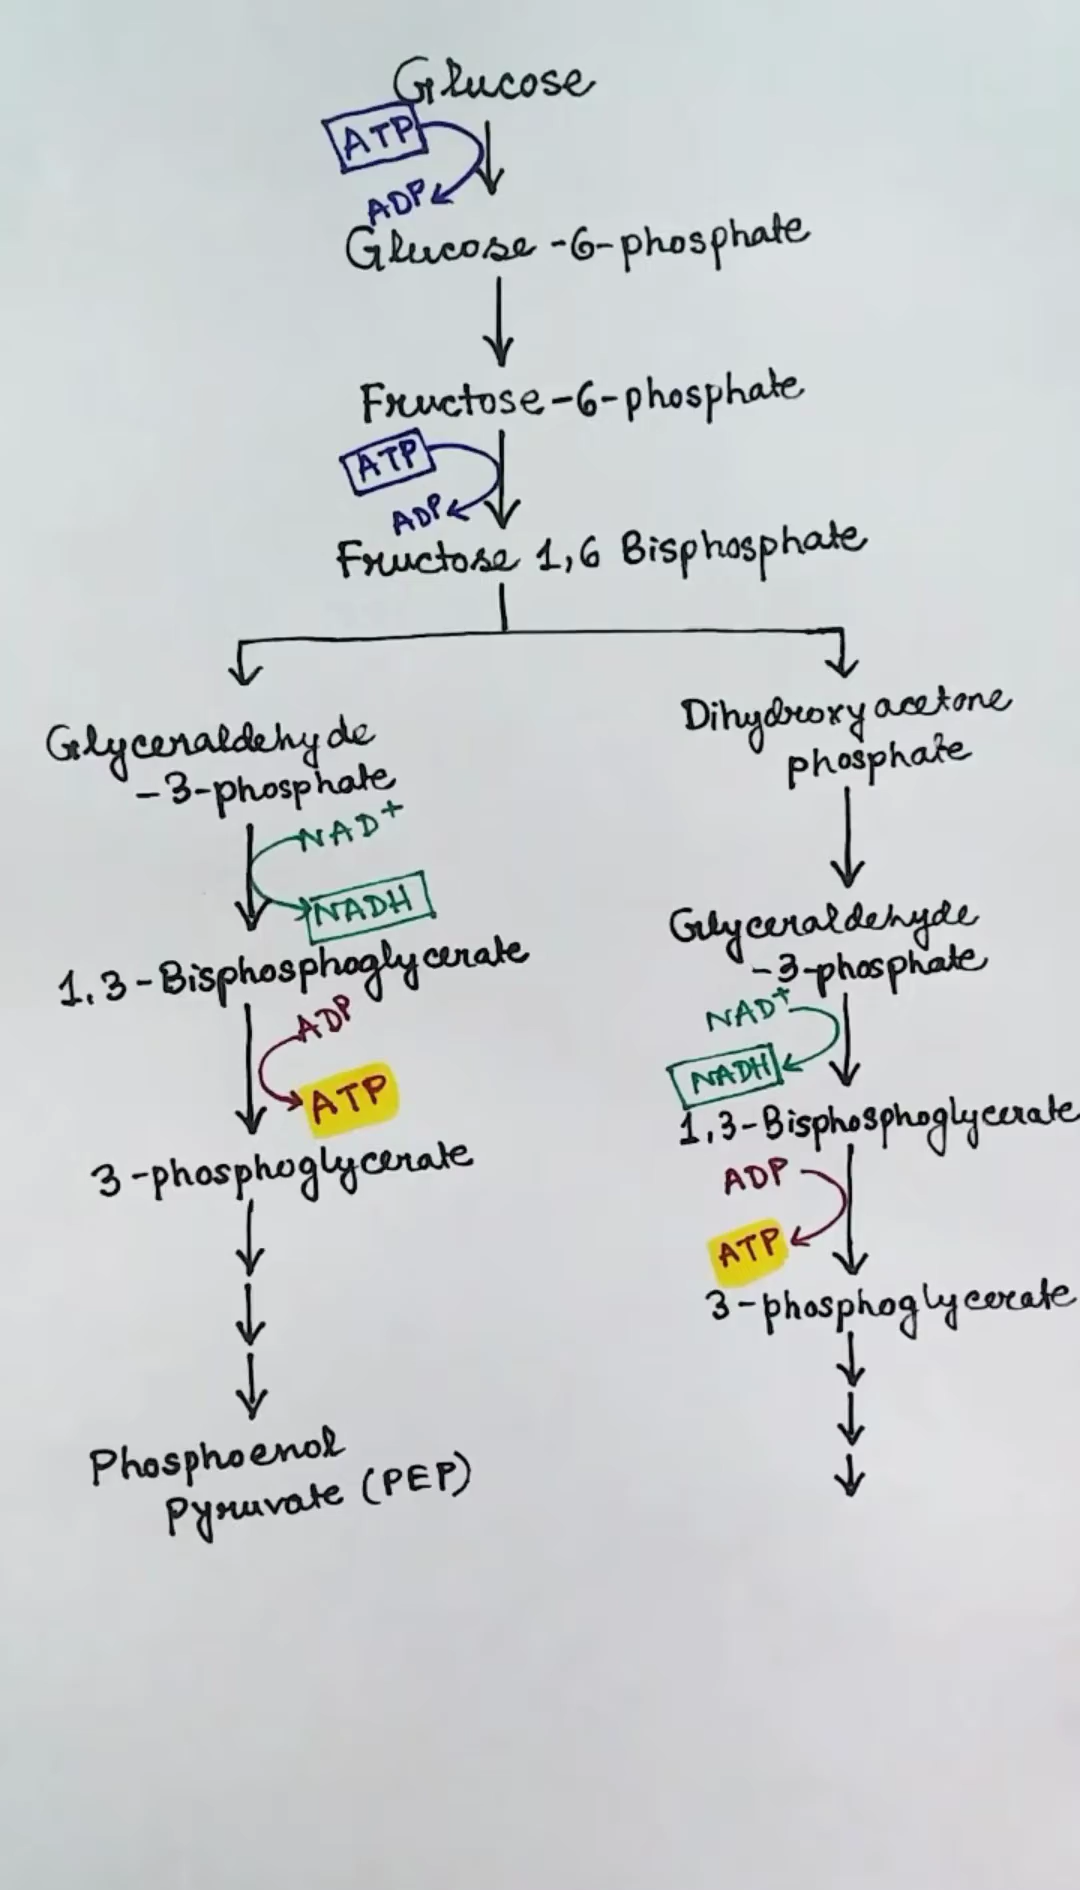 Glucose
ATP
ADP
Glucose-6-phosphate
Fructose-6-phosphate
ATP
ADP
Fructose 1,6 Bisphosphate
Glyceraldehyde
-3-phosphate
NAD+
NADH
1,3-Bisphosphoglycerate
ADP
ATP
3-phosphoglycerate
Phosphoenol
Pyruvate (PEP)
Dihydroxyacetone
phosphate
Glyceraldehyde
-3-phosphate
NAD+
NADH
1,3-Bisphosphoglycerate
ADP
ATP
3-phosphoglycerate